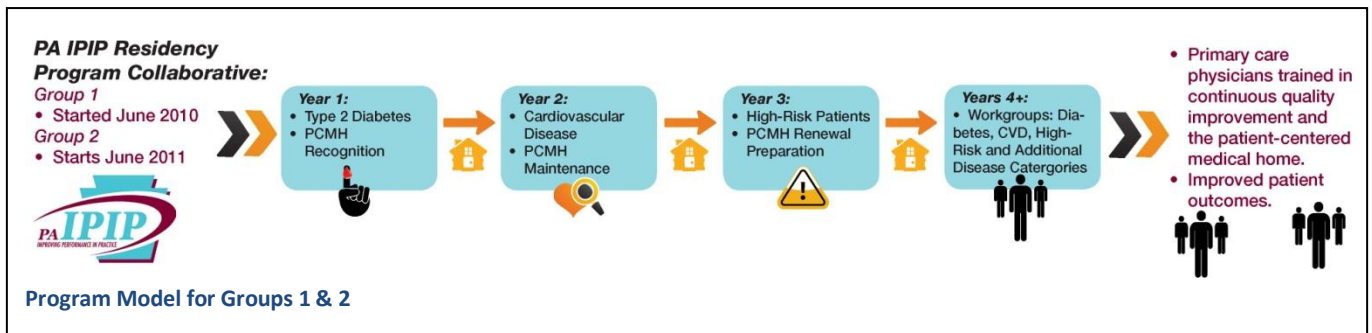 PA IPIP Residency
Program Collaborative:
Group 1
• Started June 2010
Group 2
• Starts June 2011
PA IPIP
IMPROVING PERFORMANCE IN PRACTICE
Year 1:
• Type 2 Diabetes
• PCMH
Recognition
Year 2:
• Cardiovascular
Disease
• PCMH
Maintenance
Year 3:
• High-Risk Patients
• PCMH Renewal
Preparation
Years 4+:
• Workgroups: Dia-
betes, CVD, High-
Risk and Additional
Disease Catergories
• Primary care
physicians trained in
continuous quality
improvement and
the patient-centered
medical home.
• Improved patient
outcomes.
Program Model for Groups 1 & 2